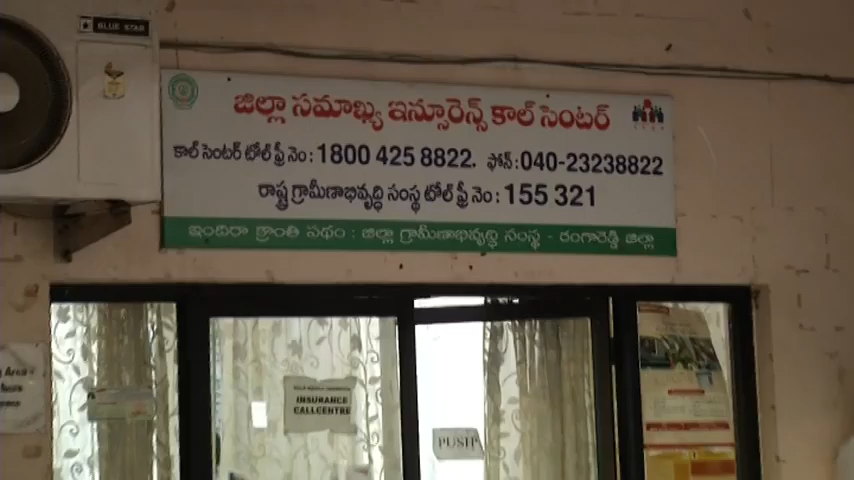 BLUE STAR
జిల్లా సమాఖ్య ఇన్సూరెన్స్ కాల్ సెంటర్
కాల్ సెంటర్ టోల్ ఫ్రీ నెం : 1800 425 8822. ఫోన్ : 040-23238822
రాష్ట్ర గ్రామీణాభివృద్ధి సంస్థ టోల్ ఫ్రీ నెం : 155 321
ఇందిరా క్రాంతి పథం : జిల్లా గ్రామీణాభివృద్ధి సంస్థ - రంగారెడ్డి జిల్లా
INSURANCE
CALLCENTRE
PUSH